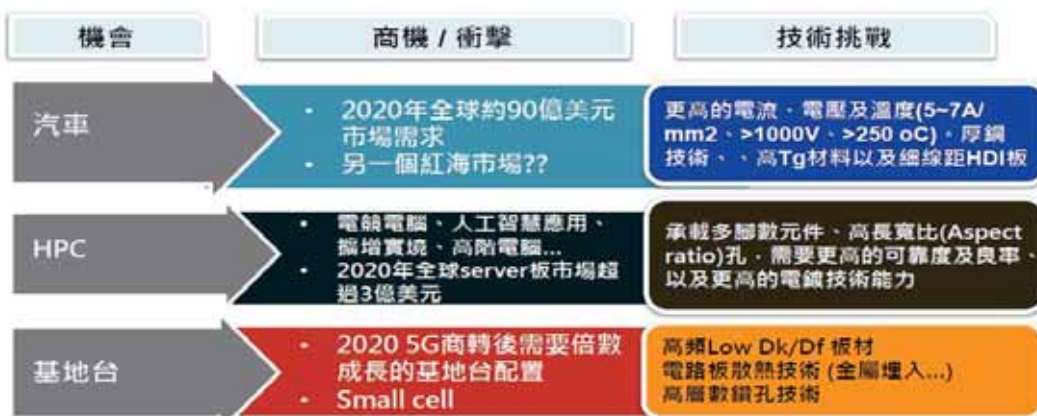 機會
商機 / 衝擊
技術挑戰
汽車
• 2020年全球約90億美元
市場需求
• 另一個紅海市場??
更高的電流、電壓及溫度(5~7A/
mm2、>1000V、>250 oC)。厚銅
技術、、高Tg材料以及細線距HDI板
HPC
• 電競電腦、人工智慧應用、
擴增實境、高階電腦...
• 2020年全球server板市場超
過3億美元
承載多腳數元件、高長寬比(Aspect
ratio)孔，需要更高的可靠度及良率、
以及更高的電鍍技術能力
基地台
• 2020 5G商轉後需要倍數
成長的基地台配置
• Small cell
高頻Low Dk/Df 板材
電路板散熱技術 (金屬埋入...)
高層數鑽孔技術